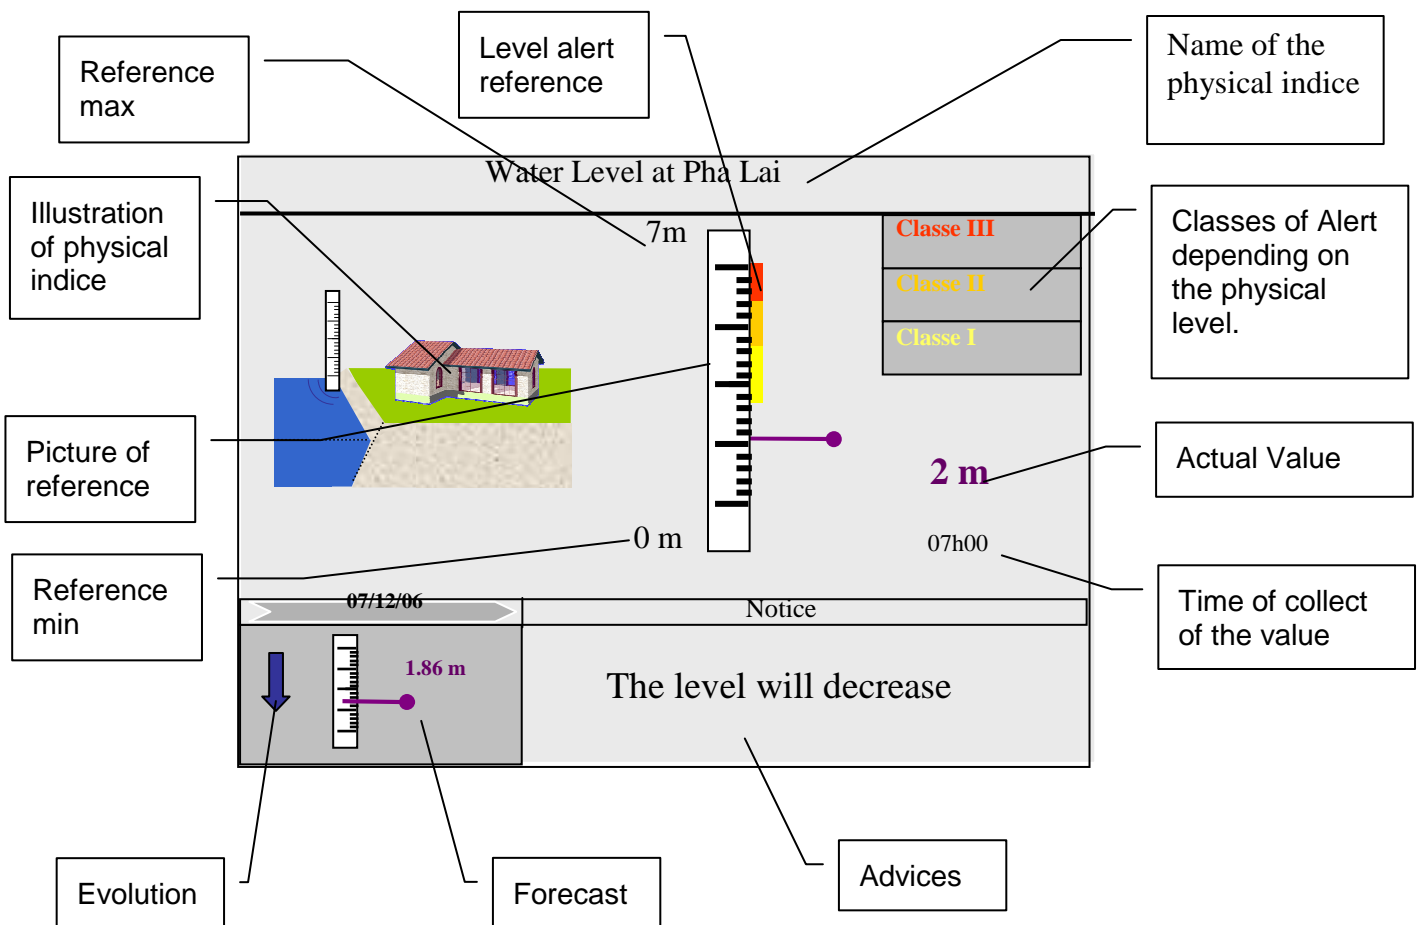 Reference
max
Level alert
reference
Name of the
physical indice
Water Level at Pha Lai
Illustration
of physical
indice
7m
Classe III
Classe II
Classe I
Classes of Alert
depending on
the physical
level.
Picture of
reference
2 m
Actual Value
0 m
07h00
Reference
min
Time of collect
of the value
07/12/06
Notice
1.86 m
The level will decrease
Evolution
Forecast
Advices